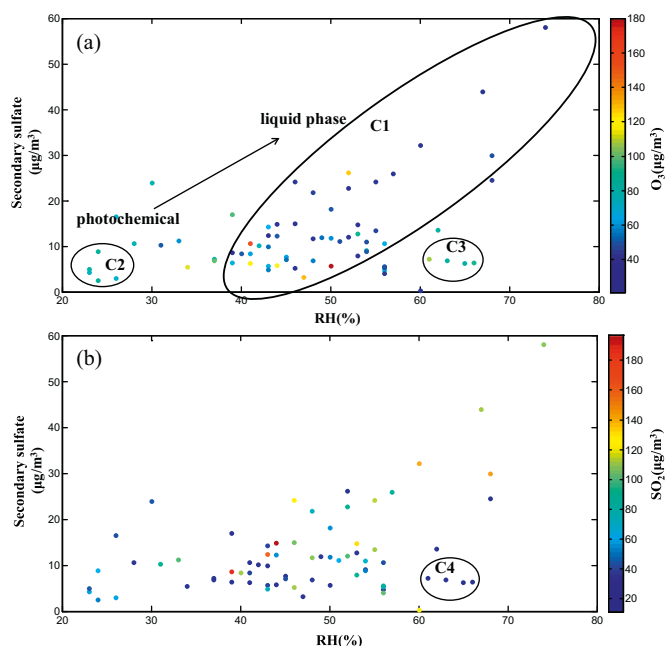 (a)
60
50
40
30
20
10
0
Secondary sulfate
(μg/m³)
liquid phase
C1
photochemical
C2
C3
20 30 40 50 60 70 80
RH(%)
180
160
140
120
100
80
60
40
O₃(μg/m³)
(b)
60
50
40
30
20
10
0
Secondary sulfate
(μg/m³)
C4
20 30 40 50 60 70 80
RH(%)
180
160
140
120
100
80
60
40
20
SO₂(μg/m³)